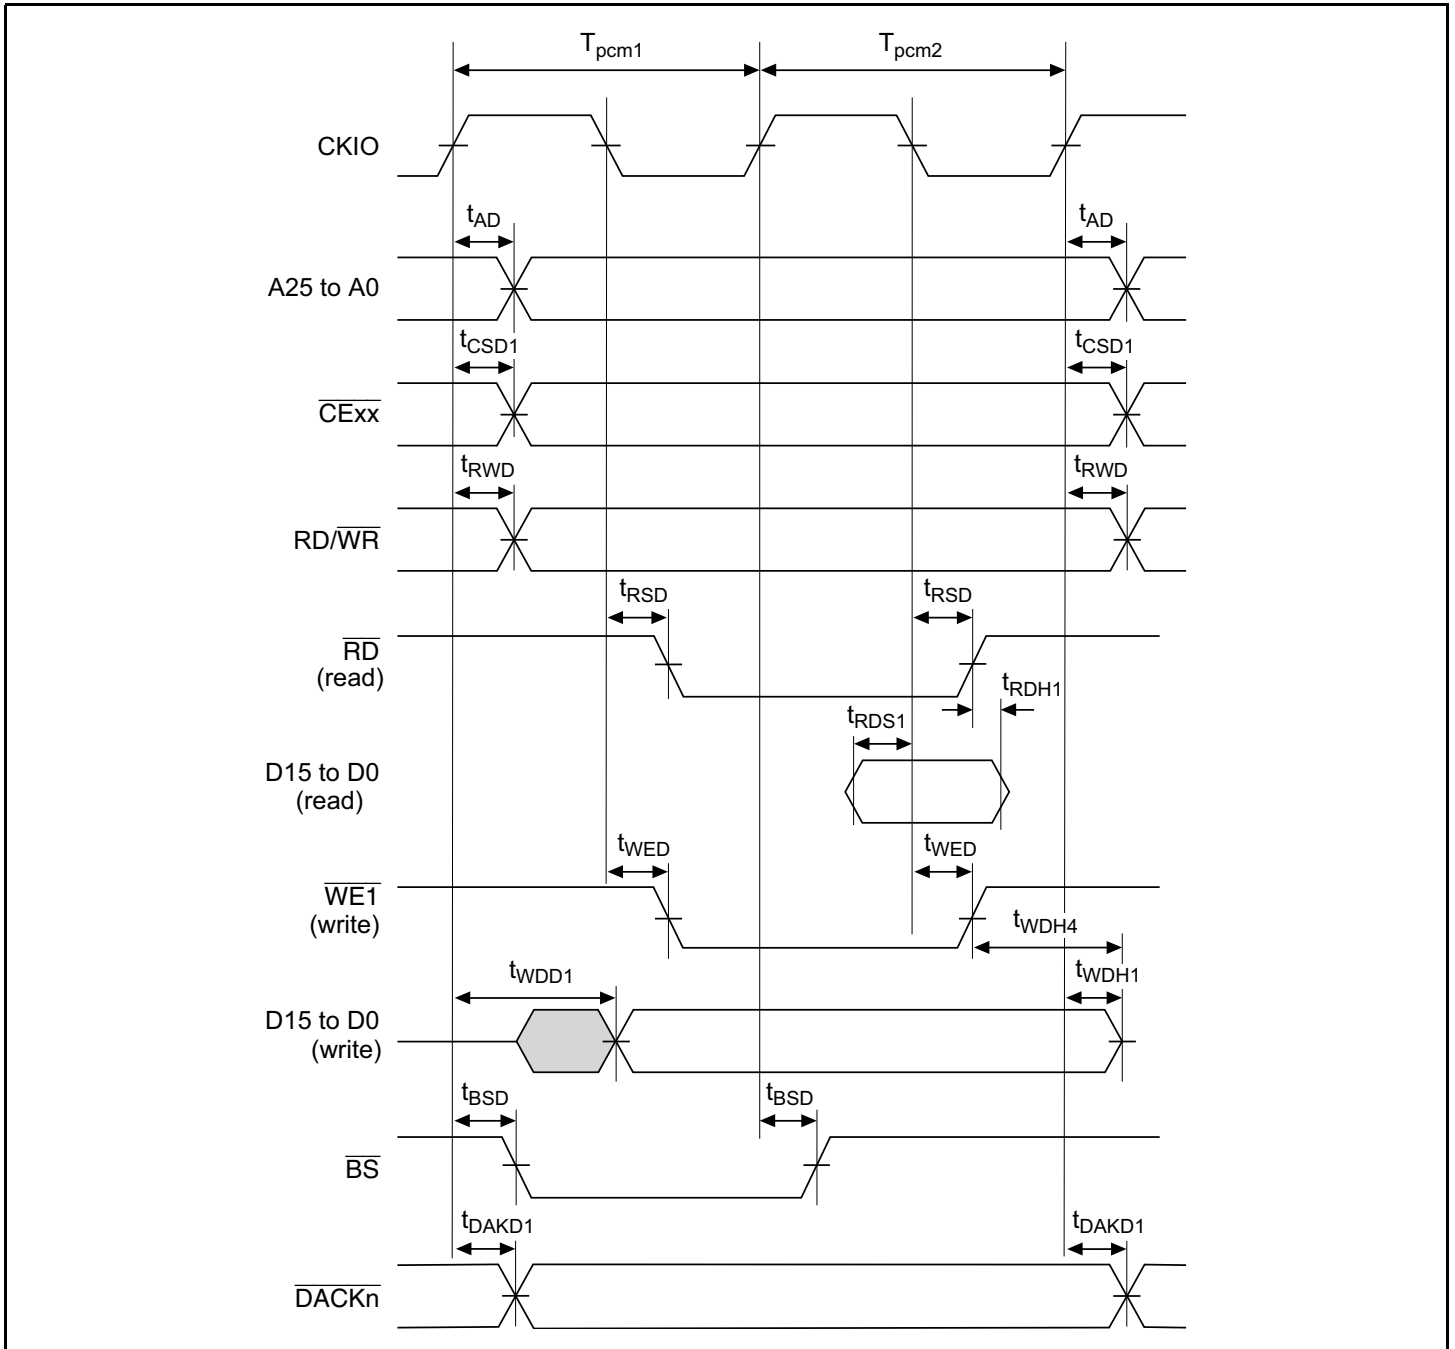 Tpcm1 Tpcm2
CKIO
tAD tAD
A25 to A0
tCSD1 tCSD1
CExx
tRWD tRWD
RD/WR
tRSD tRSD
RD
(read)
tRDH1
tRDS1
D15 to D0
(read)
tWED tWED
WE1
(write)
tWDH4
tWDD1 tWDH1
D15 to D0
(write)
tBSD tBSD
BS
tDAKD1 tDAKD1
DACKn